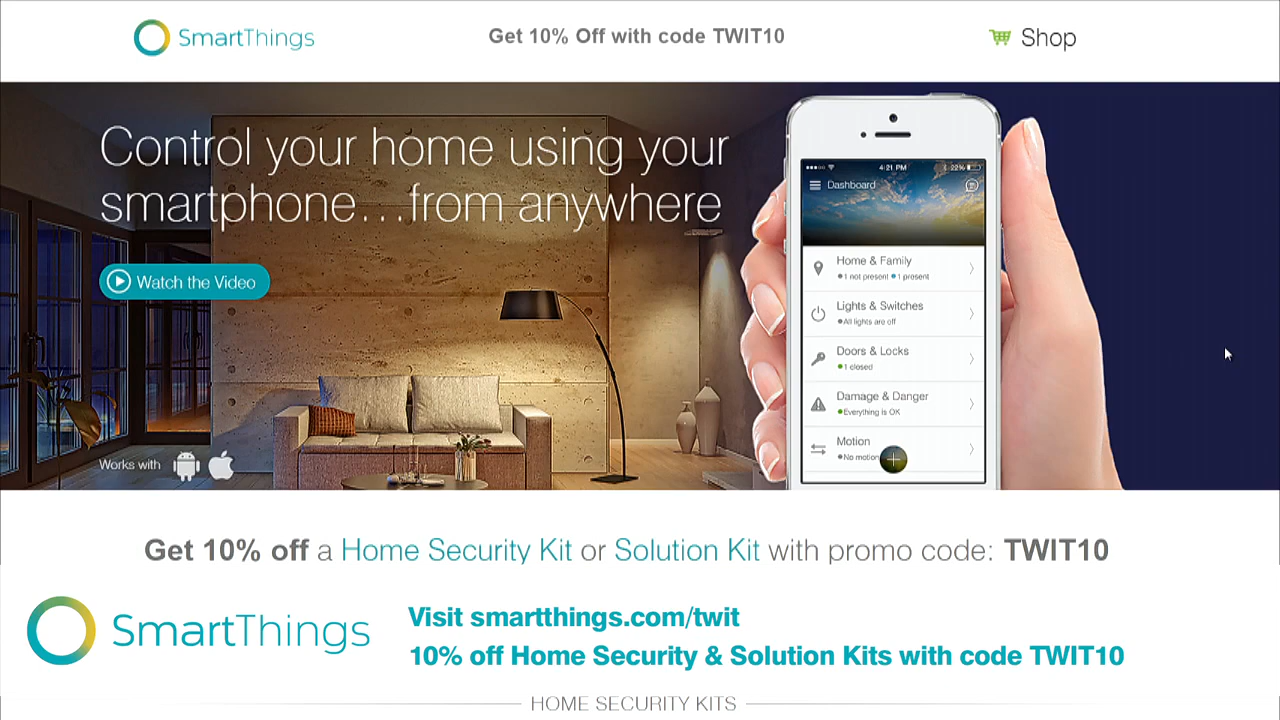 SmartThings
Get 10% Off with code TWIT10
Shop
Control your home using your
smartphone...from anywhere
Watch the Video
Works with
4:21 PM
22%
Dashboard
Home & Family
1 not present 1 present
Lights & Switches
All lights are off
Doors & Locks
1 closed
Damage & Danger
Everything is OK
Motion
No motion
Get 10% off a Home Security Kit or Solution Kit with promo code: TWIT10
SmartThings
Visit smartthings.com/twit
10% off Home Security & Solution Kits with code TWIT10
HOME SECURITY KITS